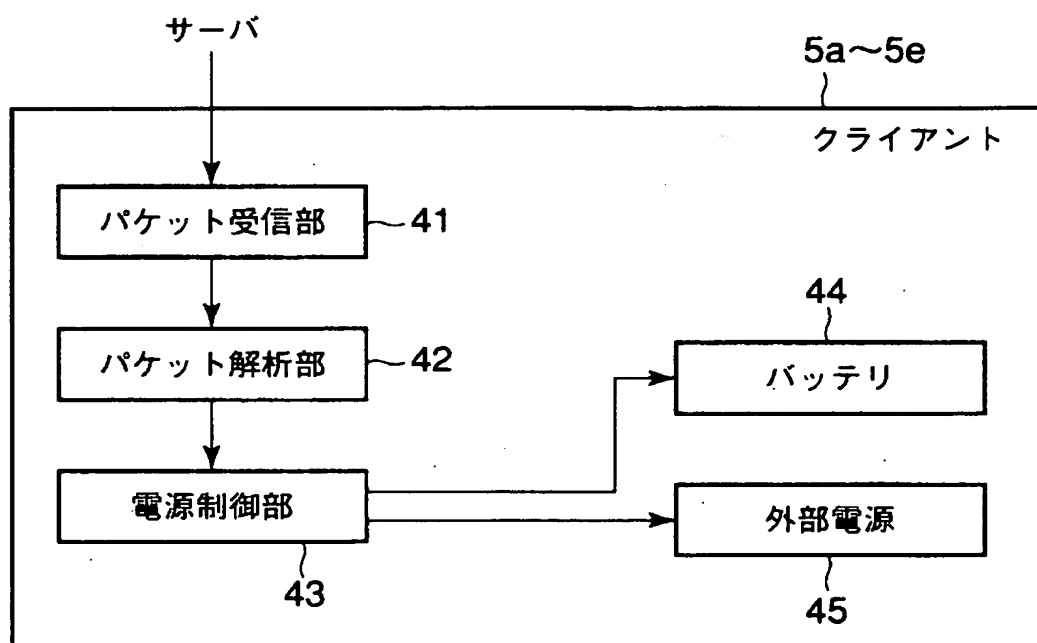 サーバ
5a～5e
クライアント
パケット受信部
41
パケット解析部
42
電源制御部
43
44
バッテリ
外部電源
45